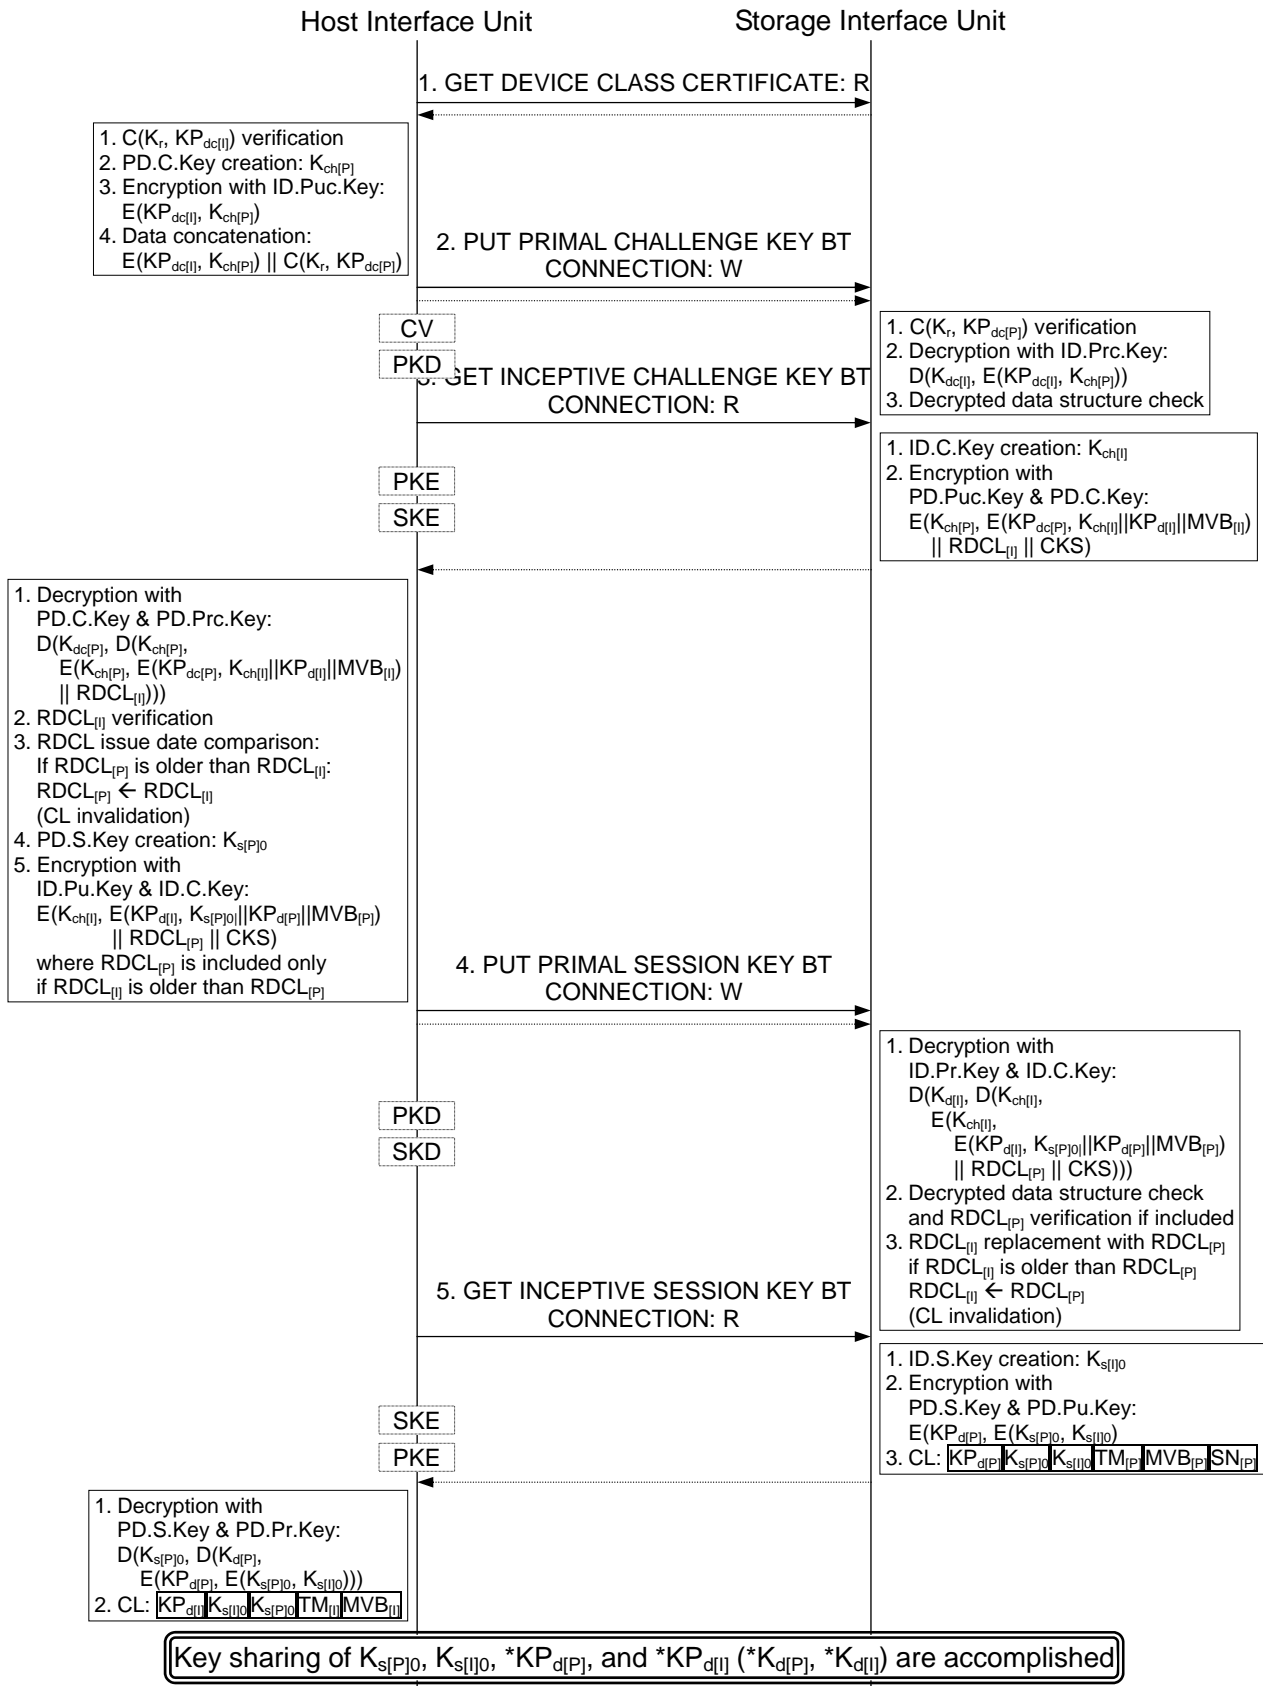 Host Interface Unit
Storage Interface Unit
1. GET DEVICE CLASS CERTIFICATE: R
1. C(Kr, KPdc[I]) verification
2. PD.C.Key creation: Kch[P]
3. Encryption with ID.Puc.Key:
E(KPdc[I], Kch[P])
4. Data concatenation:
E(KPdc[I], Kch[P]) || C(Kr, KPdc[P])
2. PUT PRIMAL CHALLENGE KEY BT
CONNECTION: W
CV
PKD
1. C(Kr, KPdc[P]) verification
2. Decryption with ID.Prc.Key:
D(Kdc[I], E(KPdc[I], Kch[P]))
3. Decrypted data structure check
3. GET INCEPTIVE CHALLENGE KEY BT
CONNECTION: R
PKE
SKE
1. ID.C.Key creation: Kch[I]
2. Encryption with
PD.Puc.Key & PD.C.Key:
E(Kch[P], E(KPdc[P], Kch[I]||KPd[I]||MVB[I])
|| RDCL[I] || CKS)
1. Decryption with
PD.C.Key & PD.Prc.Key:
D(Kdc[P], D(Kch[P],
E(Kch[P], E(KPdc[P], Kch[I]||KPd[I]||MVB[I])
|| RDCL[I])))
2. RDCL[I] verification
3. RDCL issue date comparison:
If RDCL[P] is older than RDCL[I]:
RDCL[P] ← RDCL[I]
(CL invalidation)
4. PD.S.Key creation: Ks[P]0
5. Encryption with
ID.Pu.Key & ID.C.Key:
E(Kch[I], E(KPd[I], Ks[P]0|||KPd[P]||MVB[P])
|| RDCL[P] || CKS)
where RDCL[P] is included only
if RDCL[I] is older than RDCL[P]
4. PUT PRIMAL SESSION KEY BT
CONNECTION: W
PKD
SKD
1. Decryption with
ID.Pr.Key & ID.C.Key:
D(Kd[I], D(Kch[I],
E(Kch[I],
E(KPd[I], Ks[P]0|||KPd[P]||MVB[P])
|| RDCL[P] || CKS)))
2. Decrypted data structure check
and RDCL[P] verification if included
3. RDCL[I] replacement with RDCL[P]
if RDCL[I] is older than RDCL[P]
RDCL[I] ← RDCL[P]
(CL invalidation)
5. GET INCEPTIVE SESSION KEY BT
CONNECTION: R
SKE
PKE
1. ID.S.Key creation: Ks[I]0
2. Encryption with
PD.S.Key & PD.Pu.Key:
E(KPd[P], E(Ks[P]0, Ks[I]0)
3. CL: KPd[P] Ks[P]0 Ks[I]0 TM[P] MVB[P] SN[P]
1. Decryption with
PD.S.Key & PD.Pr.Key:
D(Ks[P]0, D(Kd[P],
E(KPd[P], E(Ks[P]0, Ks[I]0)))
2. CL: KPd[I] Ks[I]0 Ks[P]0 TM[I] MVB[I]
Key sharing of Ks[P]0, Ks[I]0, *KPd[P], and *KPd[I] (*Kd[P], *Kd[I]) are accomplished